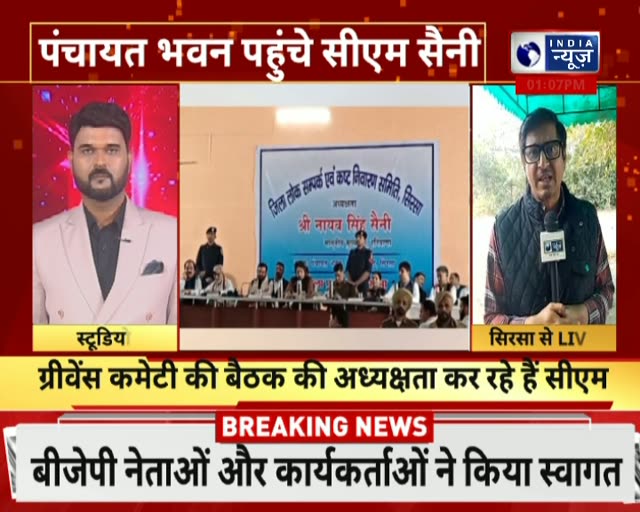 पंचायत भवन पहुंचे सीएम सैनी
INDIA
न्यूज़
01:07PM
जिला लोक सम्पर्क एवं कष्ट निवारण समिति, सिरसा
अध्यक्षता
श्री नायब सिंह सैनी
स्टूडियो
सिरसा से LIV
ग्रीवेंस कमेटी की बैठक की अध्यक्षता कर रहे हैं सीएम
BREAKING NEWS
बीजेपी नेताओं और कार्यकर्ताओं ने किया स्वागत